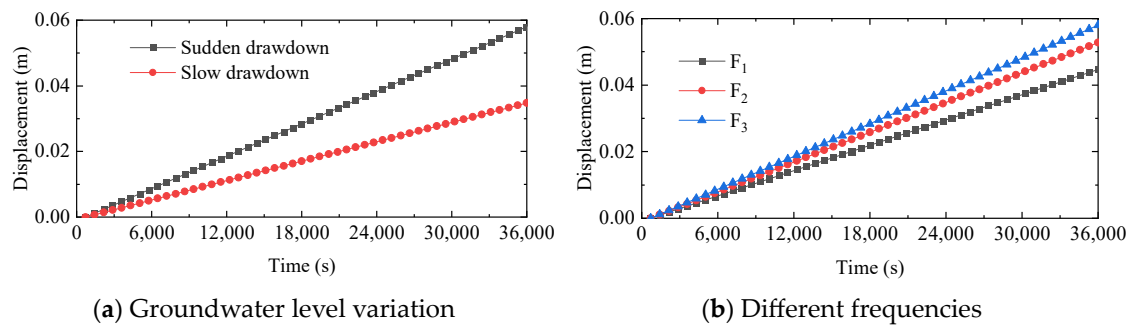 0.06
0.04
0.02
0.00
Displacement (m)
Sudden drawdown
Slow drawdown
6,000 12,000 18,000 24,000 30,000 36,000
Time (s)
(a) Groundwater level variation
0.06
0.04
0.02
0.00
Displacement (m)
F1
F2
F3
6,000 12,000 18,000 24,000 30,000 36,000
Time (s)
(b) Different frequencies